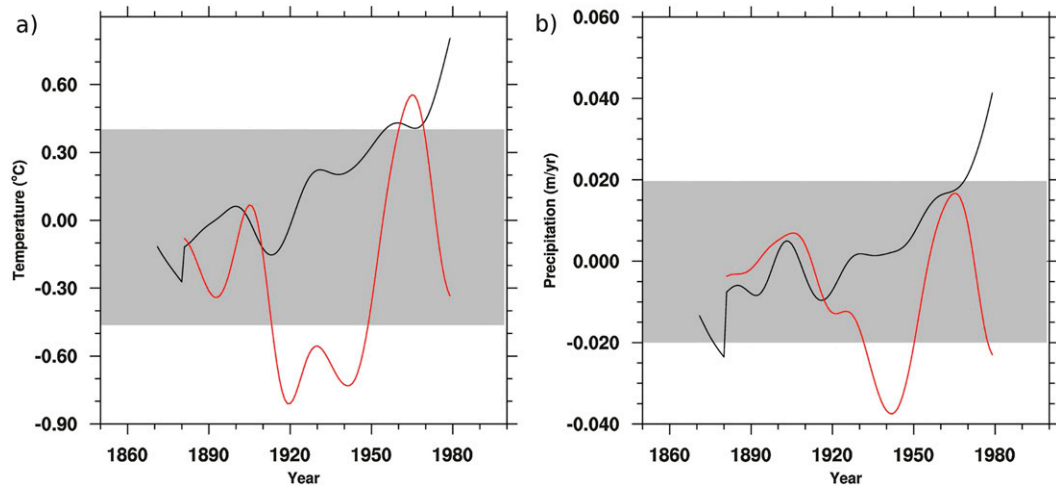 a)
0.60
0.30
0.00
-0.30
-0.60
-0.90
Temperature (°C)
1860 1890 1920 1950 1980
Year
b)
0.060
0.040
0.020
0.000
-0.020
-0.040
Precipitation (m/yr)
1860 1890 1920 1950 1980
Year